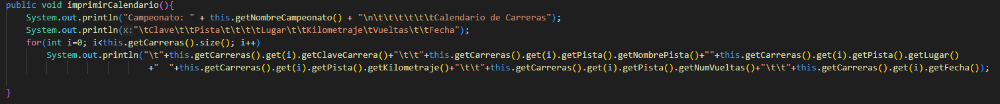 public void imprimirCalendario(){
System.out.println("Campeonato: " + this.getNombreCampeonato() + "\n\t\t\t\t\t\tCalendario de Carreras");
System.out.println(x:"\tClave\t\tPista\t\t\t\tLugar\t\tKilometraje\tVueltas\t\tFecha");
for(int i=0; i<this.getCarreras().size(); i++)
System.out.println("\t"+this.getCarreras().get(i).getClaveCarrera()+"\t\t"+this.getCarreras().get(i).getPista().getNombrePista()+""+this.getCarreras().get(i).getPista().getLugar()
+"  "+this.getCarreras().get(i).getPista().getKilometraje()+"\t\t"+this.getCarreras().get(i).getPista().getNumVueltas()+"\t\t"+this.getCarreras().get(i).getFecha());
}